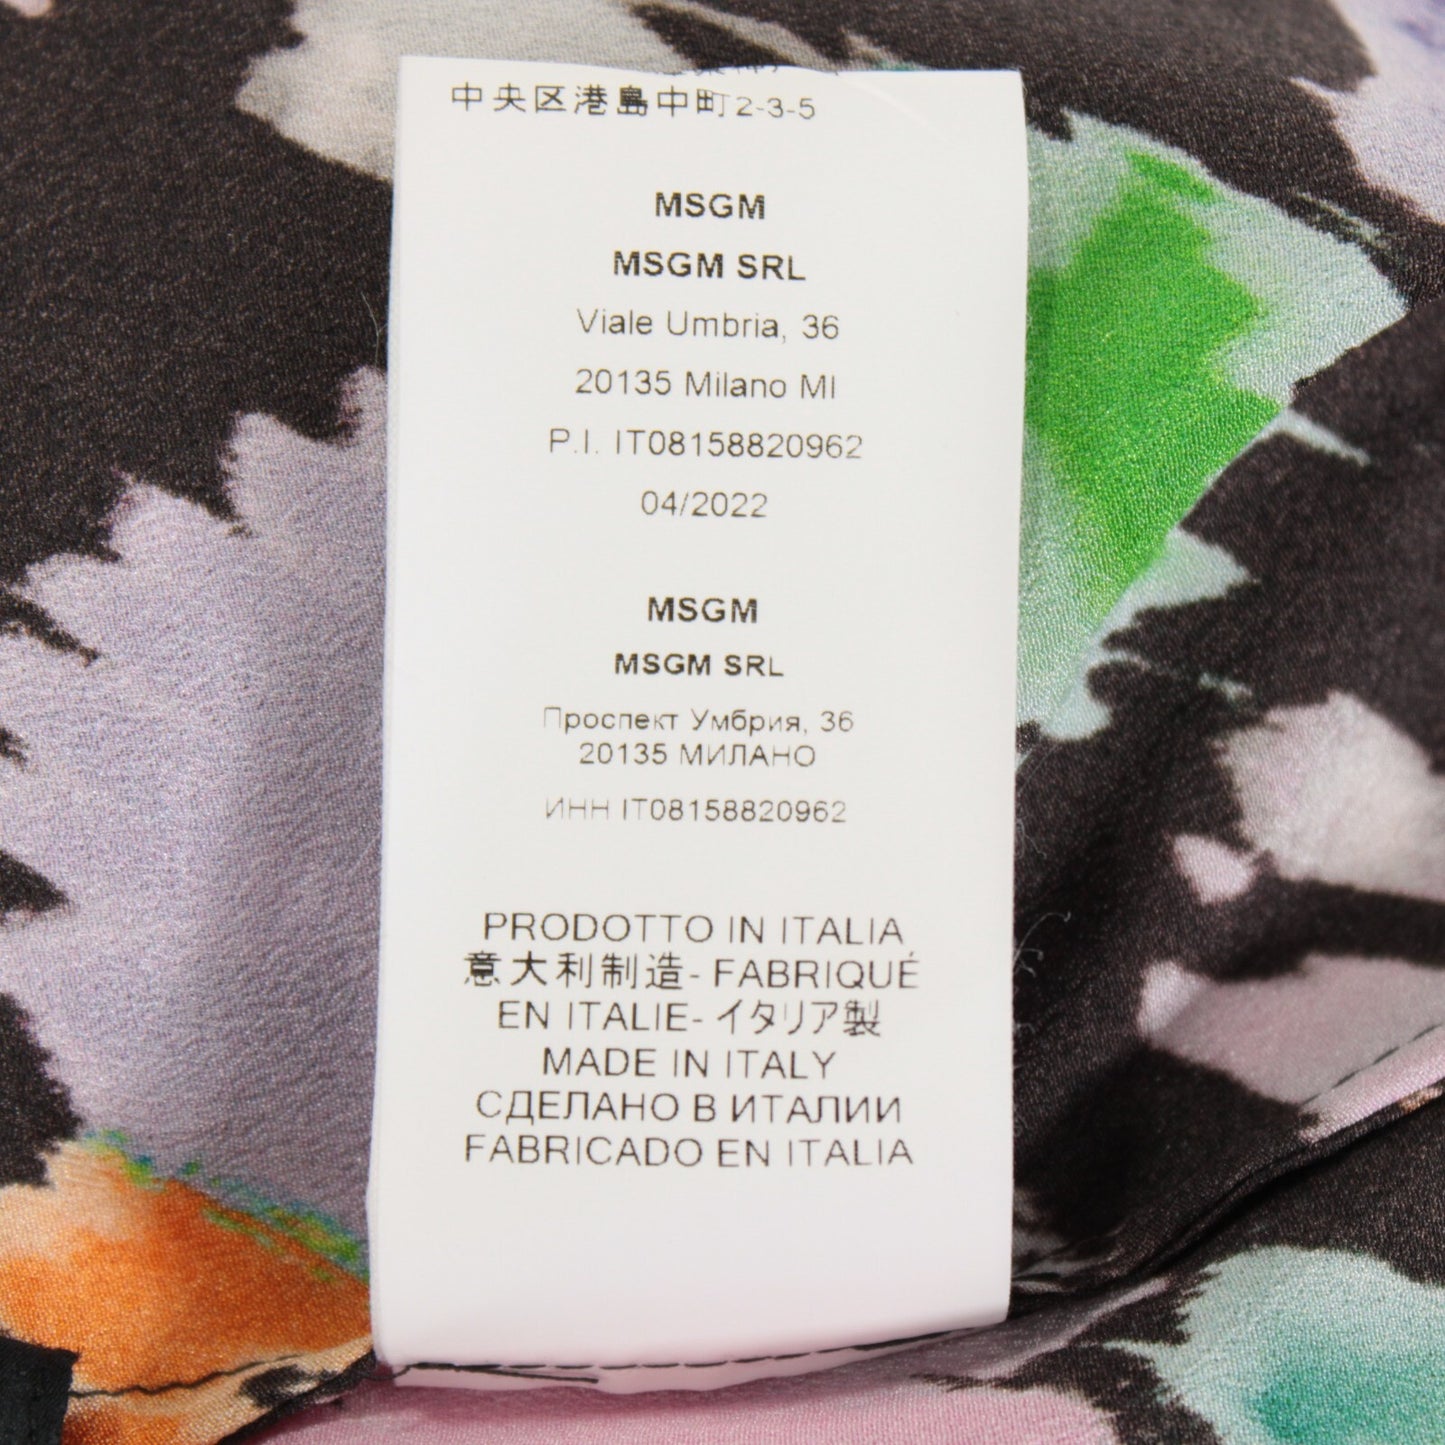 中央区港島中町2-3-5
MSGM
MSGM SRL
Viale Umbria, 36
20135 Milano MI
P.I. IT08158820962
04/2022
MSGM
MSGM SRL
Проспект Умбрия, 36
20135 МИЛАНО
ИНН IT08158820962
PRODOTTO IN ITALIA
意大利制造- FABRIQUÉ
EN ITALIE- イタリア製
MADE IN ITALY
СДЕЛАНО В ИТАЛИИ
FABRICADO EN ITALIA